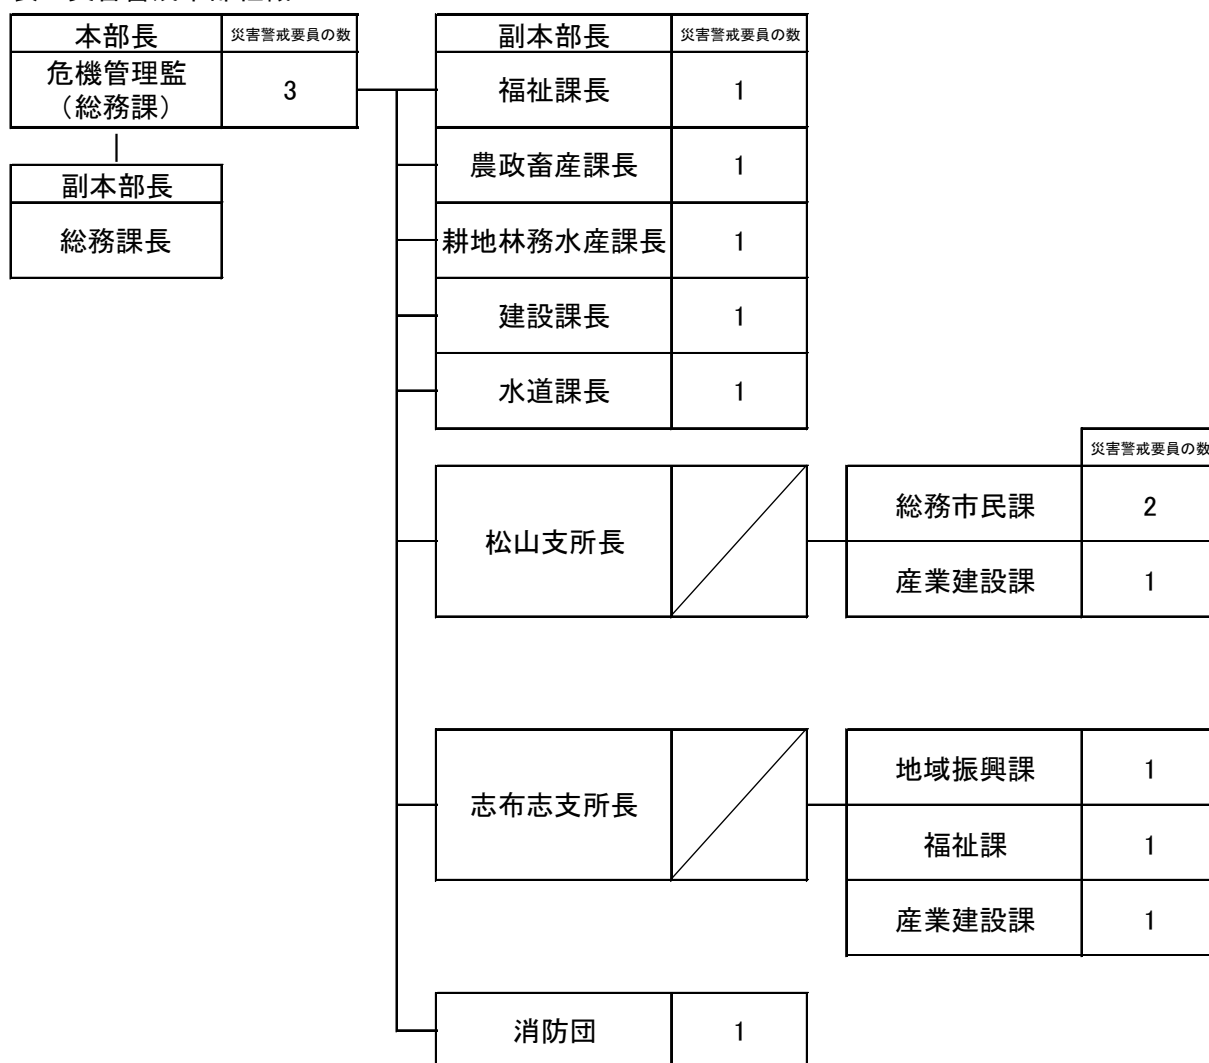 本部長 災害警戒要員の数
危機管理監
（総務課）
3
副本部長
総務課長
副本部長 災害警戒要員の数
福祉課長 1
農政畜産課長 1
耕地林務水産課長 1
建設課長 1
水道課長 1
松山支所長
災害警戒要員の数
総務市民課 2
産業建設課 1
志布志支所長
地域振興課 1
福祉課 1
産業建設課 1
消防団 1